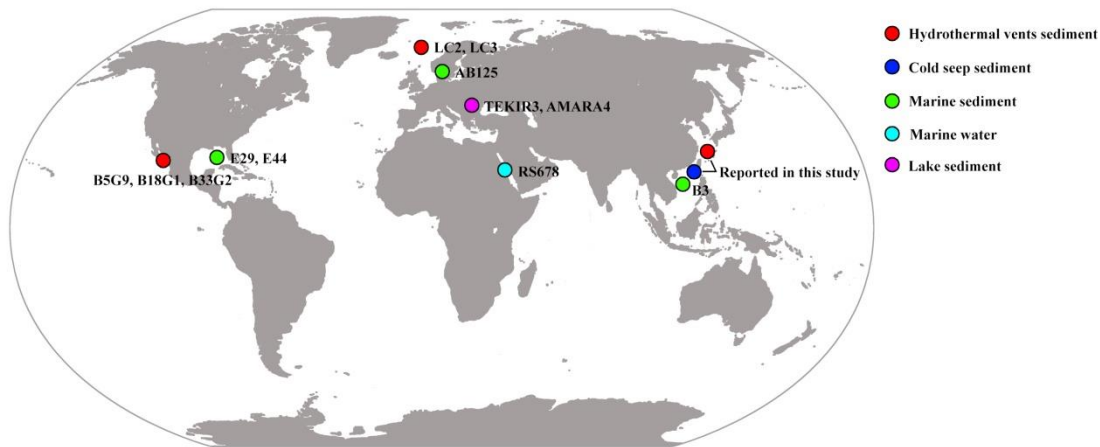 LC2, LC3
AB125
TEKIR3, AMARA4
E29, E44
B5G9, B18G1, B33G2
RS678
Reported in this study
B3
Hydrothermal vents sediment
Cold seep sediment
Marine sediment
Marine water
Lake sediment